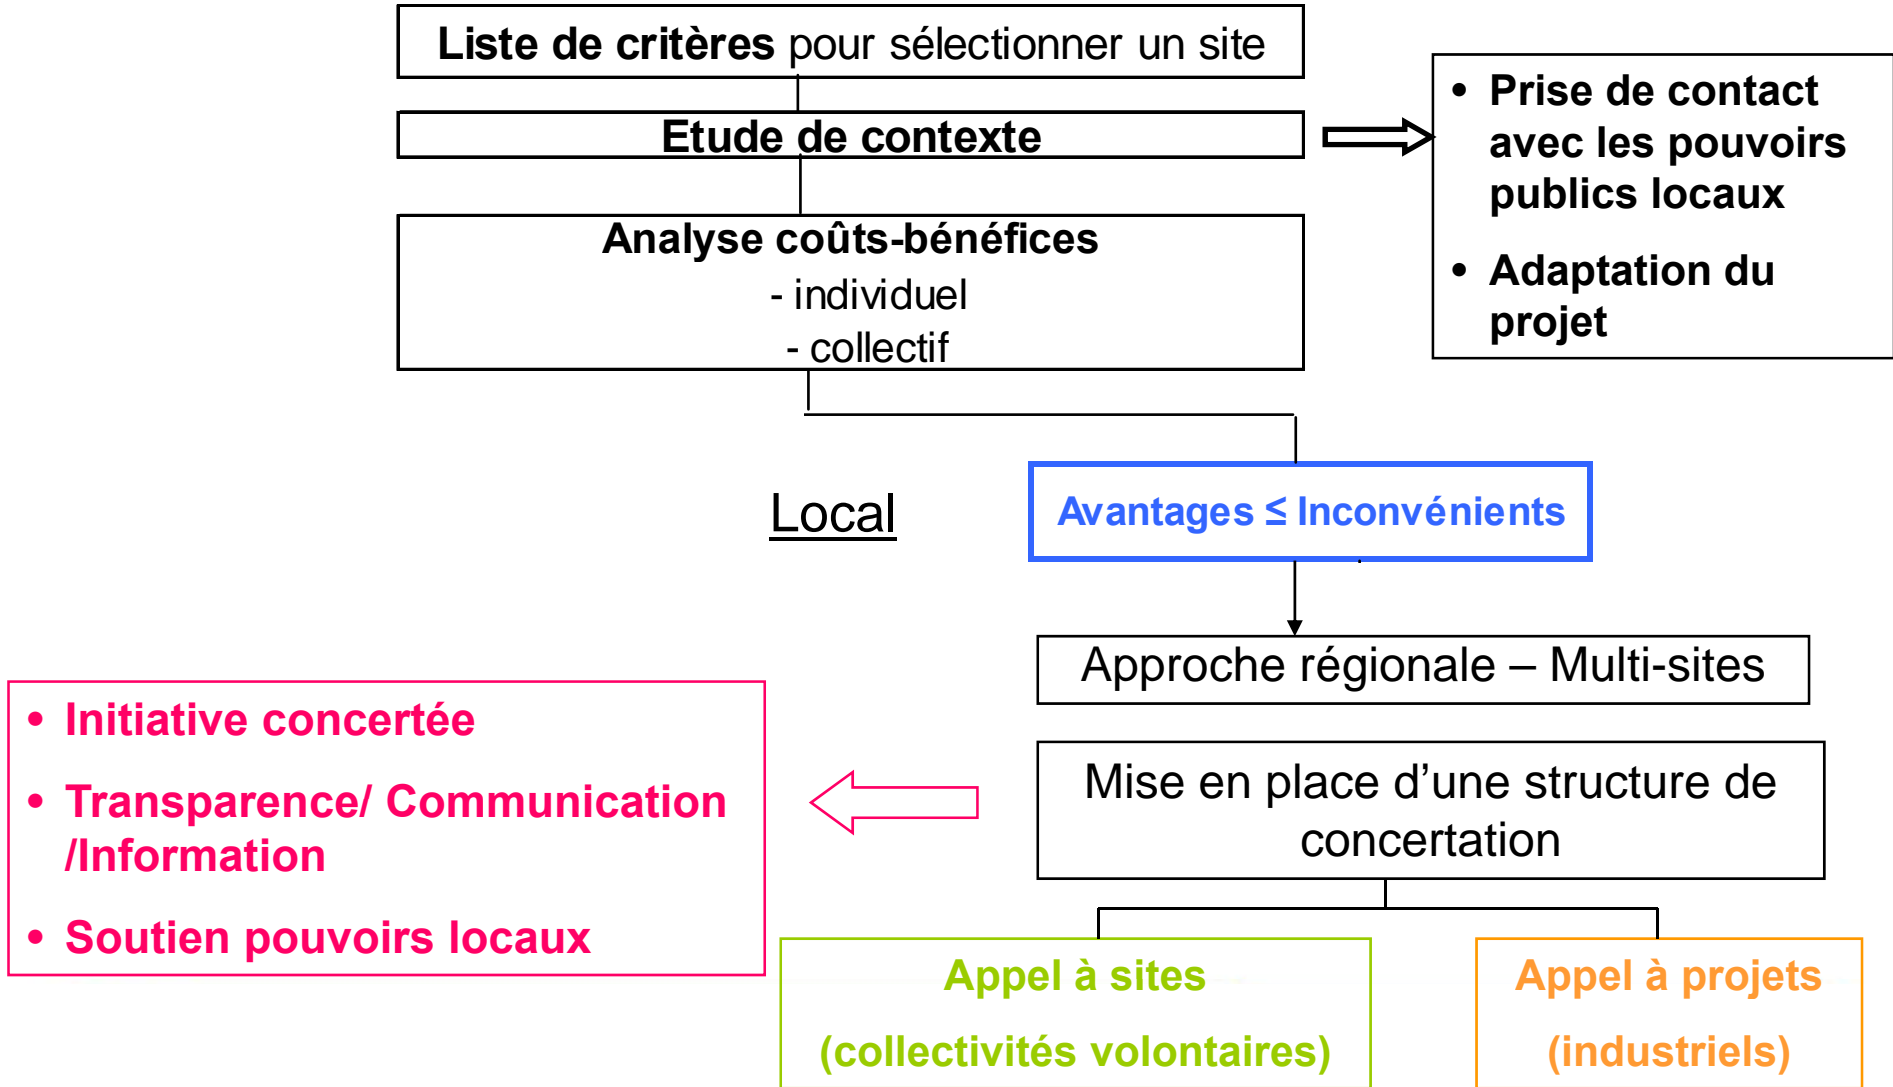 Liste de critères pour sélectionner un site
Etude de contexte
• Prise de contact
avec les pouvoirs
publics locaux
• Adaptation du
projet
Analyse coûts-bénéfices
- individuel
- collectif
Local
Avantages ≤ Inconvénients
Approche régionale – Multi-sites
• Initiative concertée
• Transparence/ Communication
/Information
• Soutien pouvoirs locaux
Mise en place d’une structure de
concertation
Appel à sites
(collectivités volontaires)
Appel à projets
(industriels)